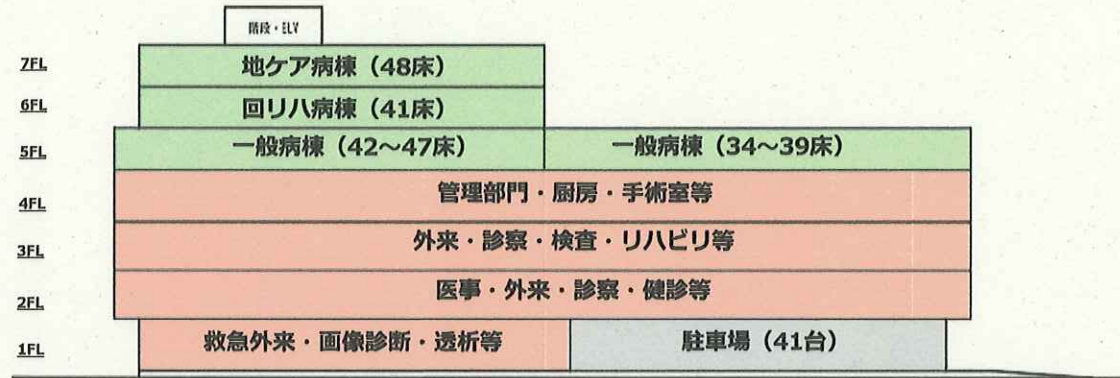 階段・ELV
7FL 地ケア病棟（48床）
6FL 回リハ病棟（41床）
5FL 一般病棟（42～47床） 一般病棟（34～39床）
4FL 管理部門・厨房・手術室等
3FL 外来・診察・検査・リハビリ等
2FL 医事・外来・診察・健診等
1FL 救急外来・画像診断・透析等 駐車場（41台）